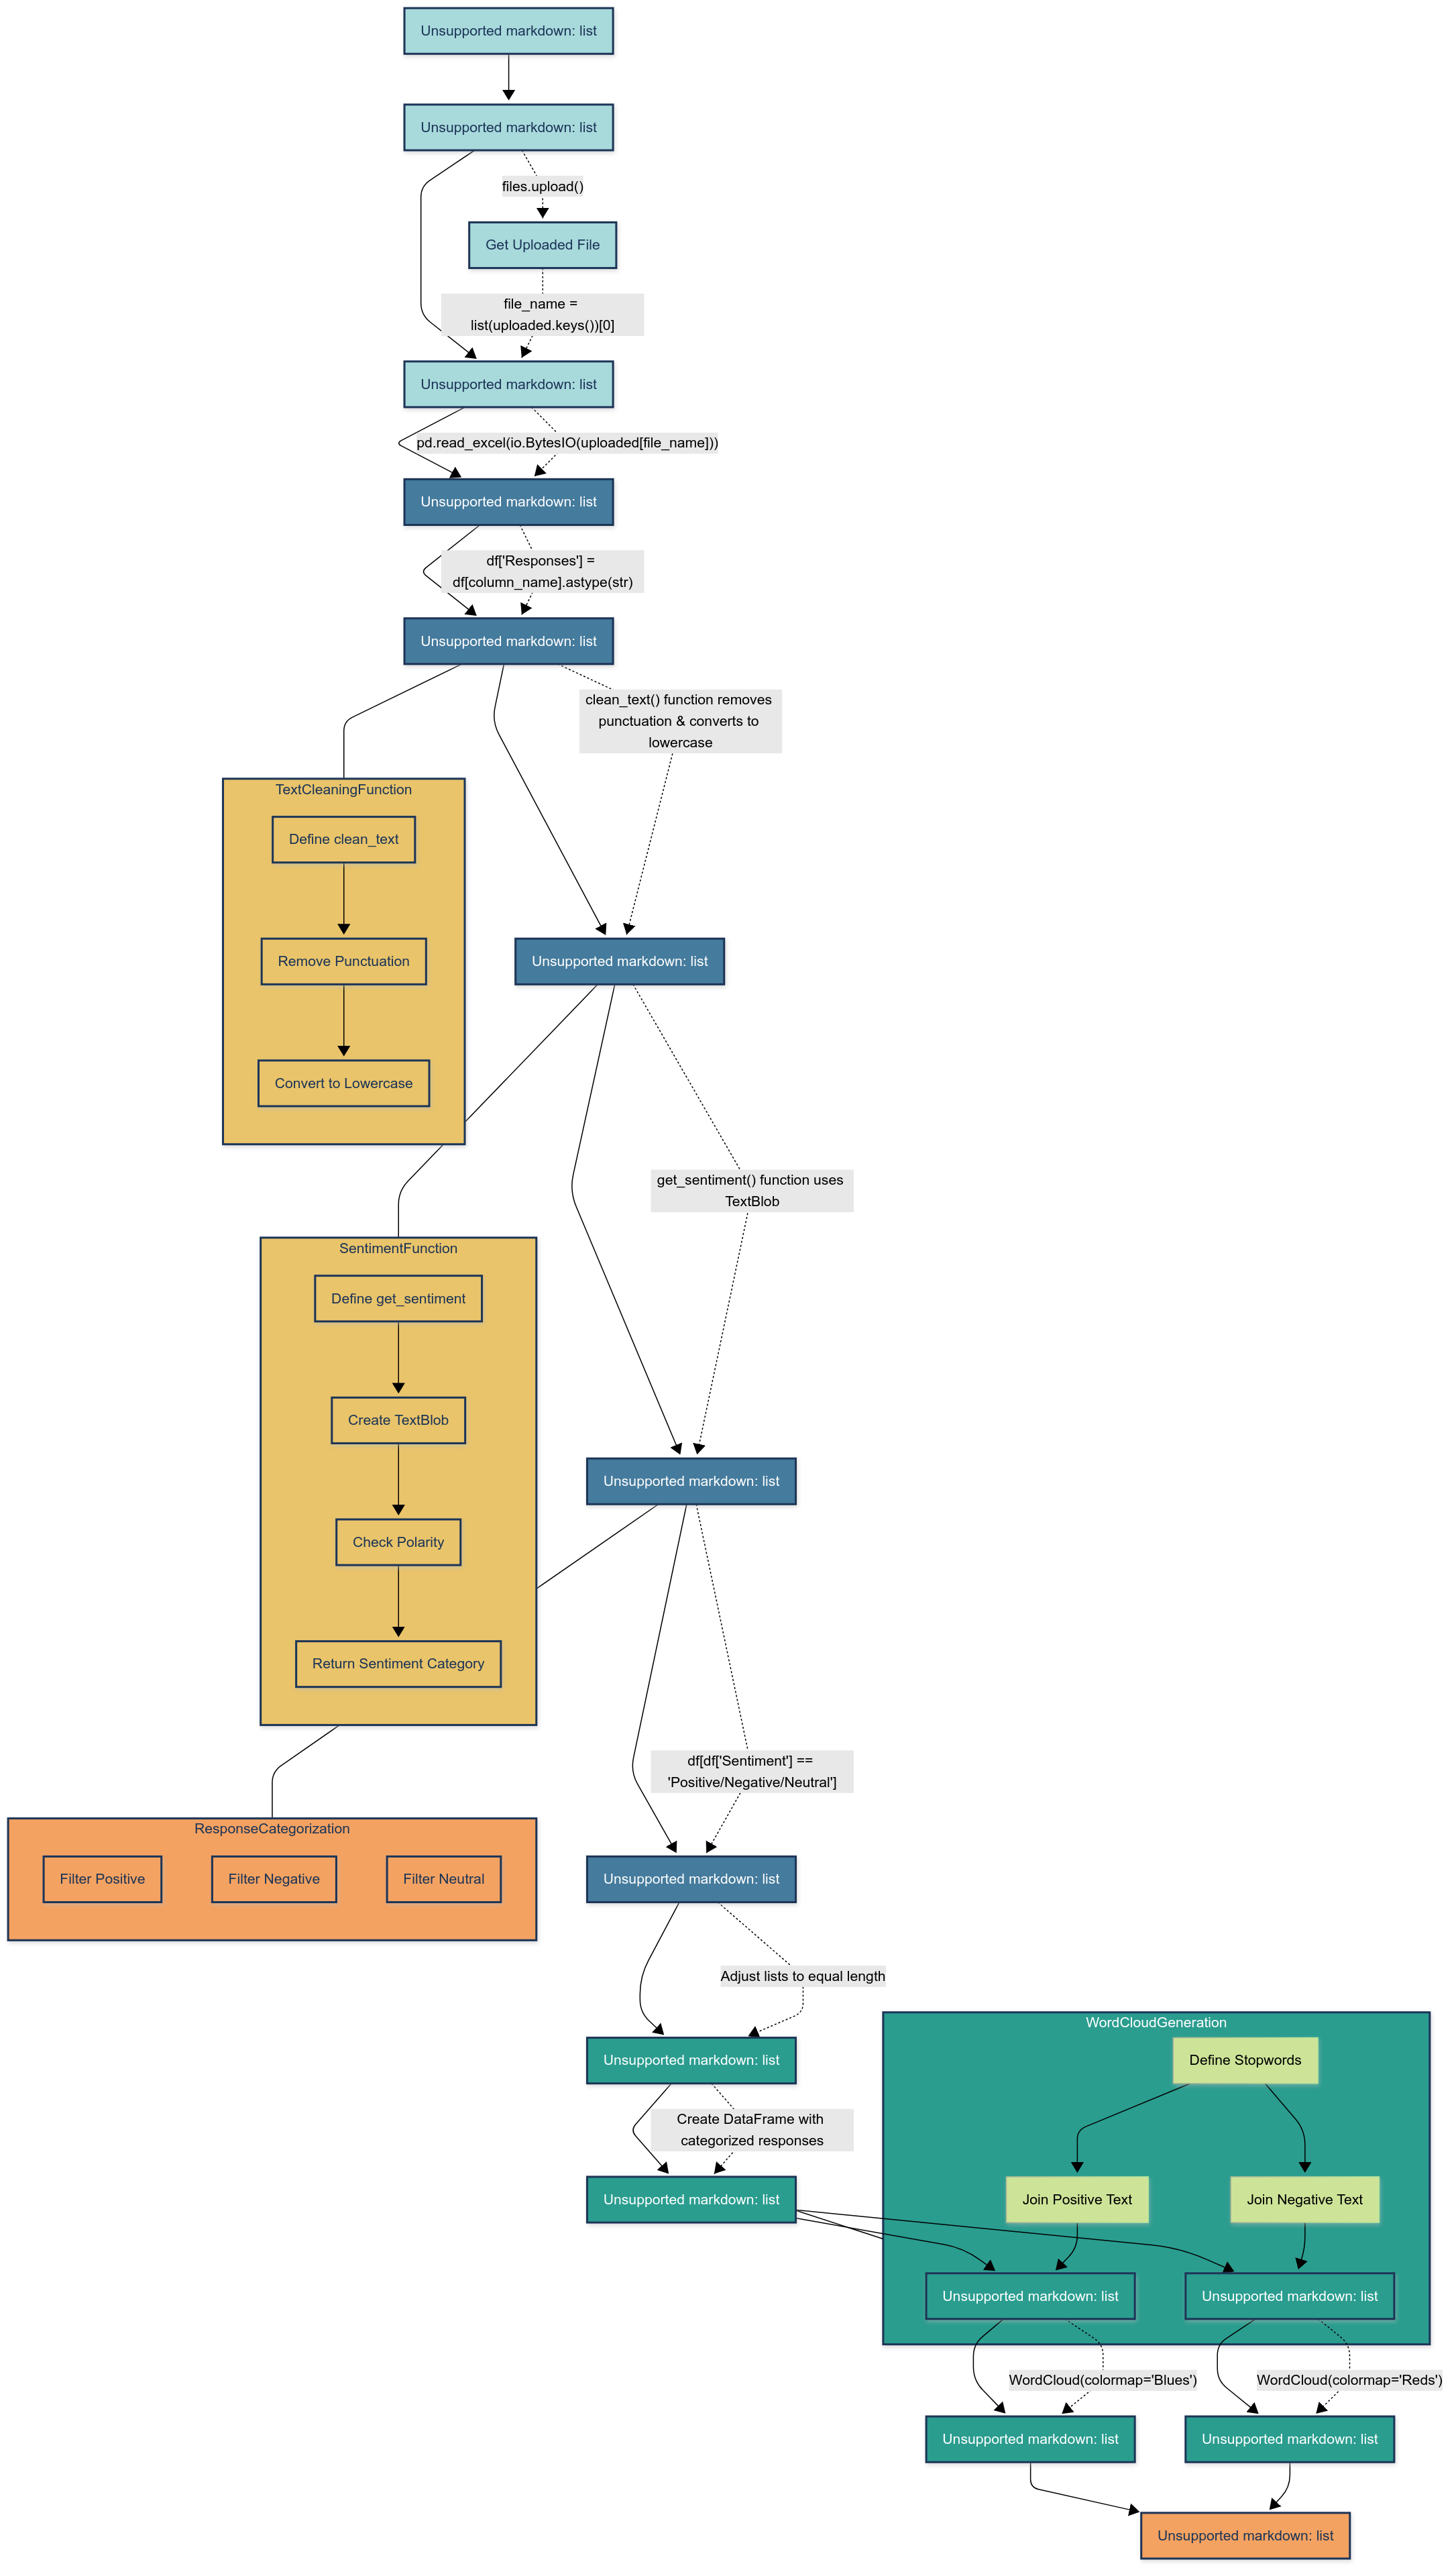 Unsupported markdown: list
Unsupported markdown: list
files.upload()
Get Uploaded File
file_name =
list(uploaded.keys())[0]
Unsupported markdown: list
pd.read_excel(io.BytesIO(uploaded[file_name]))
Unsupported markdown: list
df['Responses'] =
df[column_name].astype(str)
Unsupported markdown: list
clean_text() function removes
punctuation & converts to
lowercase
TextCleaningFunction
Define clean_text
Remove Punctuation
Convert to Lowercase
Unsupported markdown: list
get_sentiment() function uses
TextBlob
SentimentFunction
Define get_sentiment
Create TextBlob
Check Polarity
Return Sentiment Category
Unsupported markdown: list
df[df['Sentiment'] ==
'Positive/Negative/Neutral']
ResponseCategorization
Filter Positive
Filter Negative
Filter Neutral
Unsupported markdown: list
Adjust lists to equal length
Unsupported markdown: list
Create DataFrame with
categorized responses
Unsupported markdown: list
WordCloudGeneration
Define Stopwords
Join Positive Text
Join Negative Text
Unsupported markdown: list
Unsupported markdown: list
WordCloud(colormap='Blues')
WordCloud(colormap='Reds')
Unsupported markdown: list
Unsupported markdown: list
Unsupported markdown: list